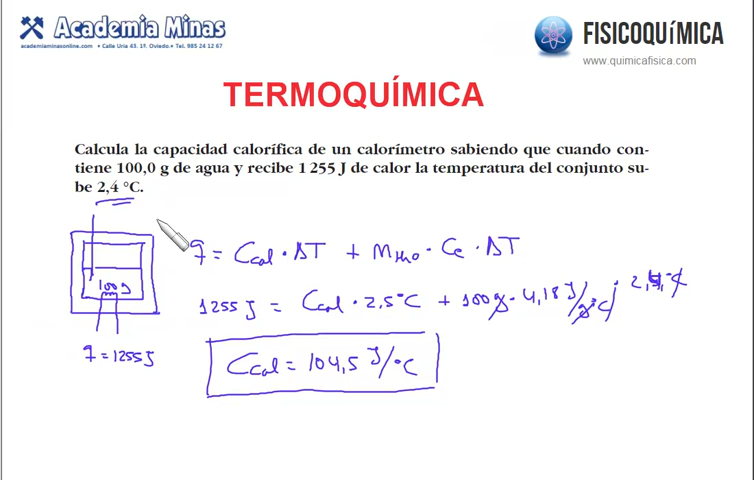 Academia Minas
academiaminasonline.com • Calle Uría 43. 1º. Oviedo • Tel. 985 24 12 67
FISICOQUÍMICA
www.quimicafisica.com
TERMOQUÍMICA
Calcula la capacidad calorífica de un calorímetro sabiendo que cuando con-
tiene 100,0 g de agua y recibe 1 255 J de calor la temperatura del conjunto su-
be 2,4 °C.
q = Ccal · ΔT + mH2O · Ce · ΔT
100 g
1255 J = Ccal · 2,5°C + 100g · 4,18 J/g°C · 2,4°C
q = 1255 J
Ccal = 104,5 J/°C